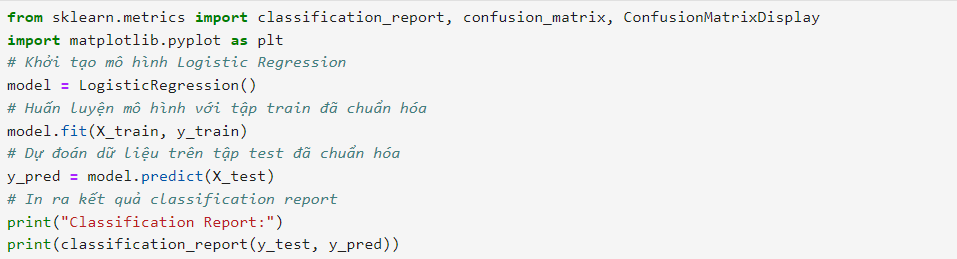 from sklearn.metrics import classification_report, confusion_matrix, ConfusionMatrixDisplay
import matplotlib.pyplot as plt
# Khởi tạo mô hình Logistic Regression
model = LogisticRegression()
# Huấn luyện mô hình với tập train đã chuẩn hóa
model.fit(X_train, y_train)
# Dự đoán dữ liệu trên tập test đã chuẩn hóa
y_pred = model.predict(X_test)
# In ra kết quả classification report
print("Classification Report:")
print(classification_report(y_test, y_pred))